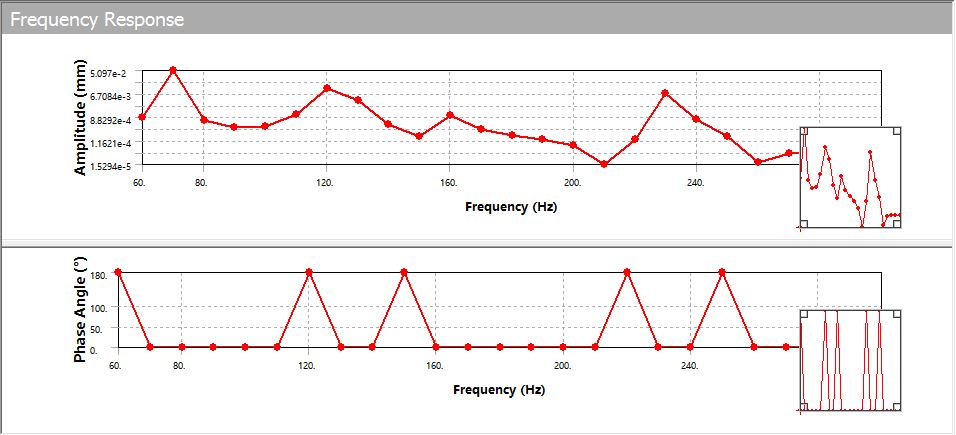 Frequency Response
Amplitude (mm)
5.097e-2
6.7084e-3
8.8292e-4
1.1621e-4
1.5294e-5
60. 80. 120. 160. 200. 240.
Frequency (Hz)
Phase Angle (°)
180.
100.
50.
0.
60. 80. 120. 160. 200. 240.
Frequency (Hz)